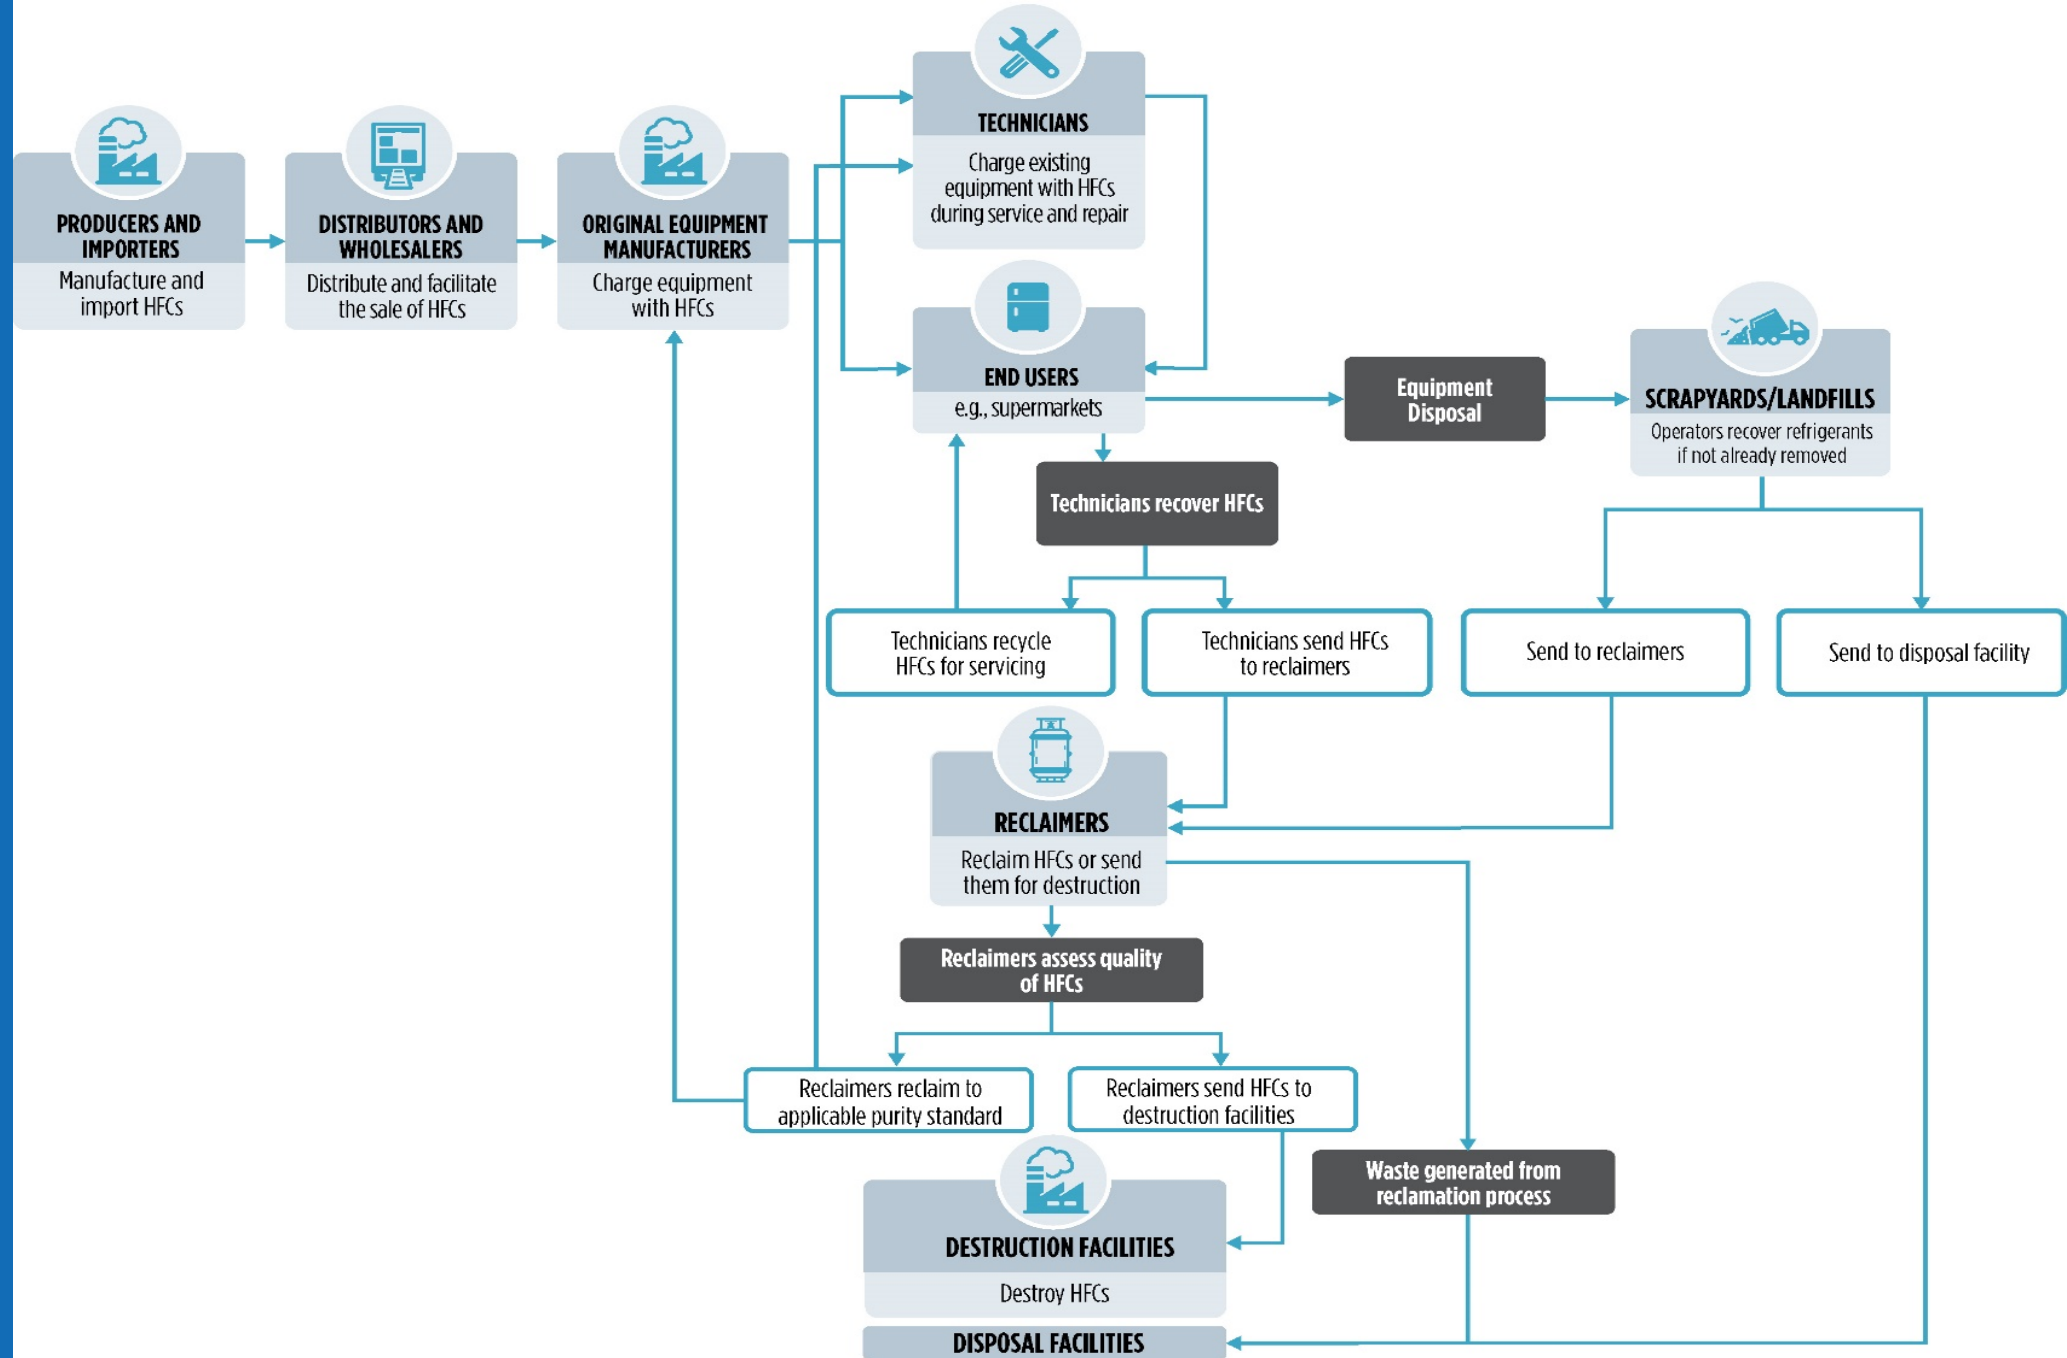 TECHNICIANS
Charge existing
equipment with HFCs
during service and repair
PRODUCERS AND
IMPORTERS
Manufacture and
import HFCs
DISTRIBUTORS AND
WHOLESALERS
Distribute and facilitate
the sale of HFCs
ORIGINAL EQUIPMENT
MANUFACTURERS
Charge equipment
with HFCs
END USERS
e.g., supermarkets
Equipment
Disposal
SCRAPYARDS/LANDFILLS
Operators recover refrigerants
if not already removed
Technicians recover HFCs
Technicians recycle
HFCs for servicing
Technicians send HFCs
to reclaimers
Send to reclaimers
Send to disposal facility
RECLAIMERS
Reclaim HFCs or send
them for destruction
Reclaimers assess quality
of HFCs
Reclaimers reclaim to
applicable purity standard
Reclaimers send HFCs to
destruction facilities
Waste generated from
reclamation process
DESTRUCTION FACILITIES
Destroy HFCs
DISPOSAL FACILITIES